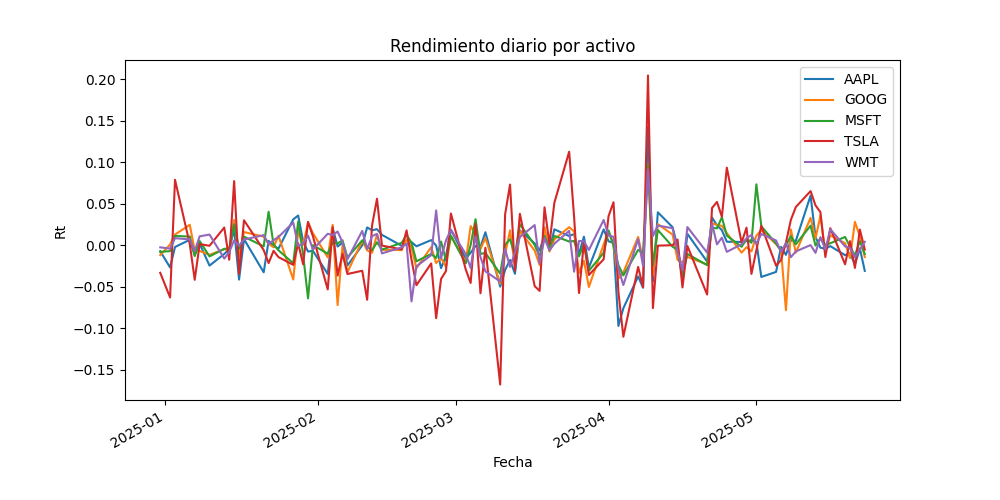 Rendimiento diario por activo
AAPL
GOOG
MSFT
TSLA
WMT
0.20
0.15
0.10
0.05
0.00
−0.05
−0.10
−0.15
Rt
2025-01
2025-02
2025-03
2025-04
2025-05
Fecha